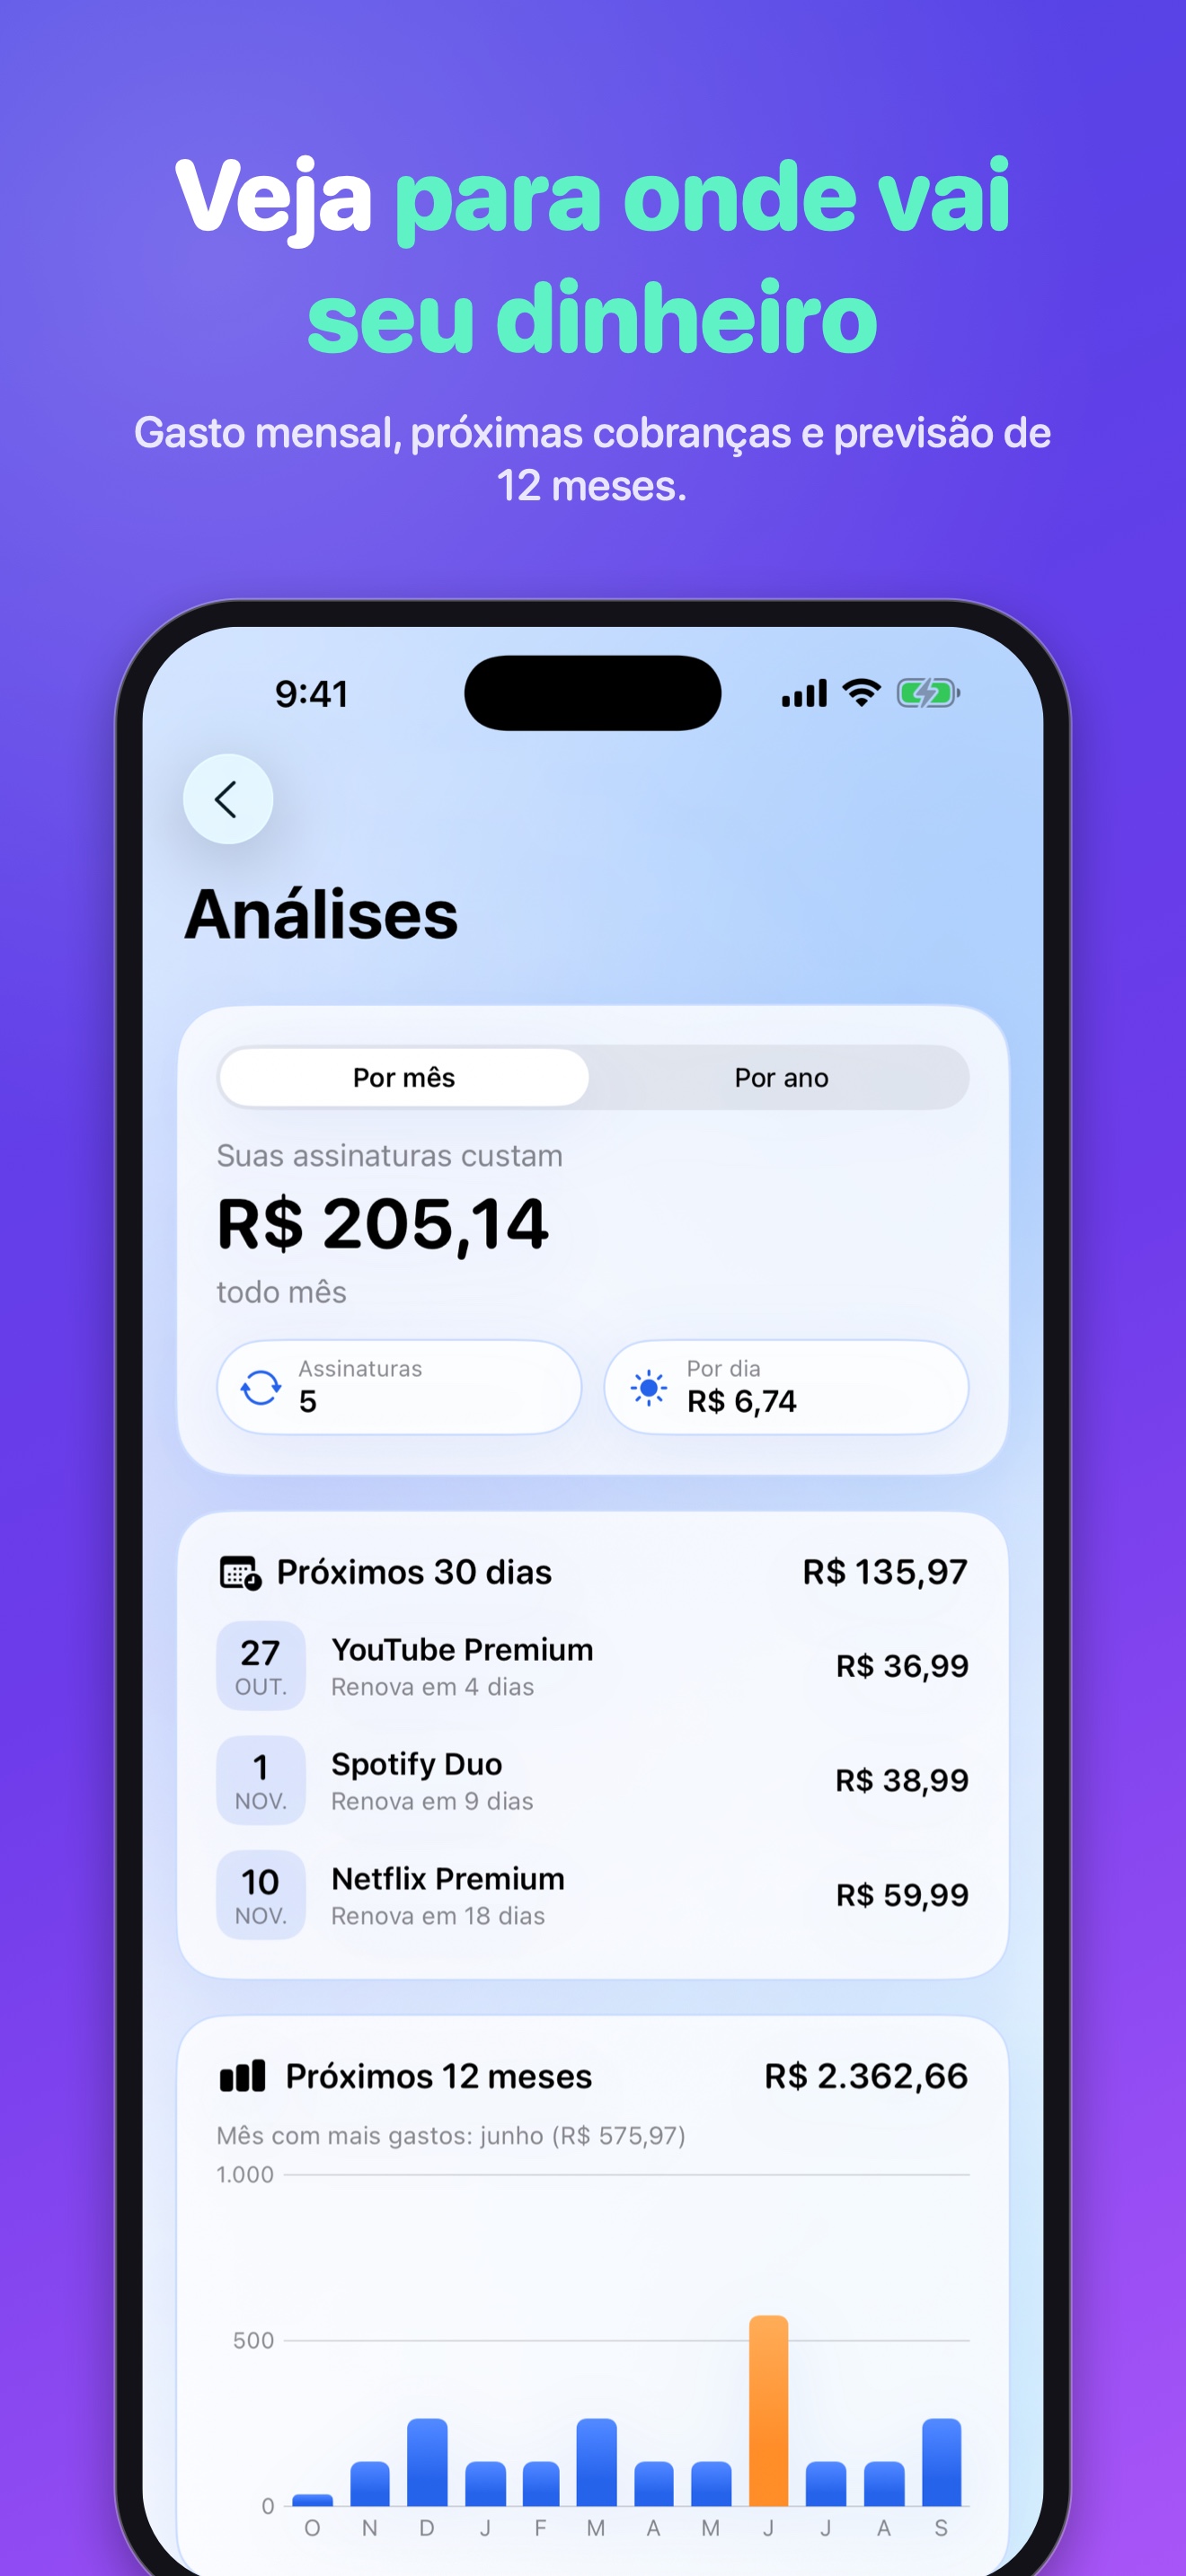 Veja para onde vai
seu dinheiro
Gasto mensal, próximas cobranças e previsão de
12 meses.
9:41
Análises
Por mês
Por ano
Suas assinaturas custam
R$ 205,14
todo mês
Assinaturas
5
Por dia
R$ 6,74
Próximos 30 dias
R$ 135,97
27
OUT.
YouTube Premium
Renova em 4 dias
R$ 36,99
1
NOV.
Spotify Duo
Renova em 9 dias
R$ 38,99
10
NOV.
Netflix Premium
Renova em 18 dias
R$ 59,99
Próximos 12 meses
R$ 2.362,66
Mês com mais gastos: junho (R$ 575,97)
1.000
500
0
O N D J F M A M J J A S